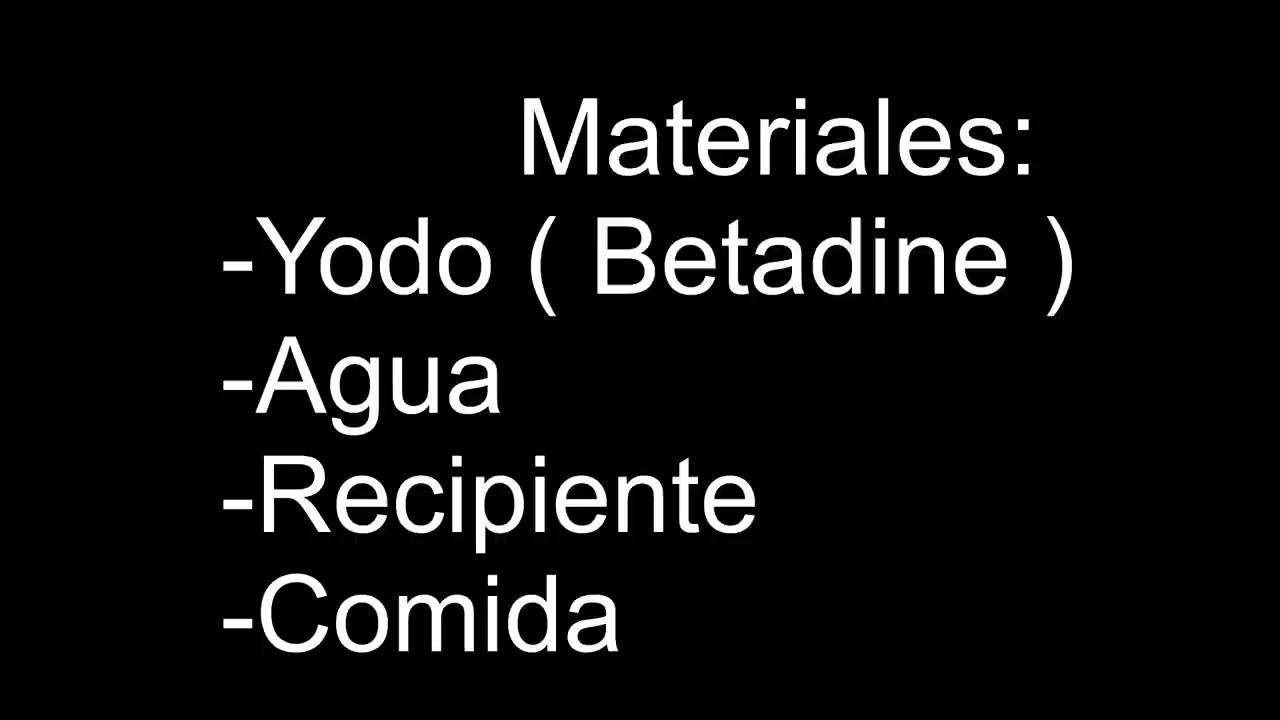 Materiales:
-Yodo ( Betadine )
-Agua
-Recipiente
-Comida